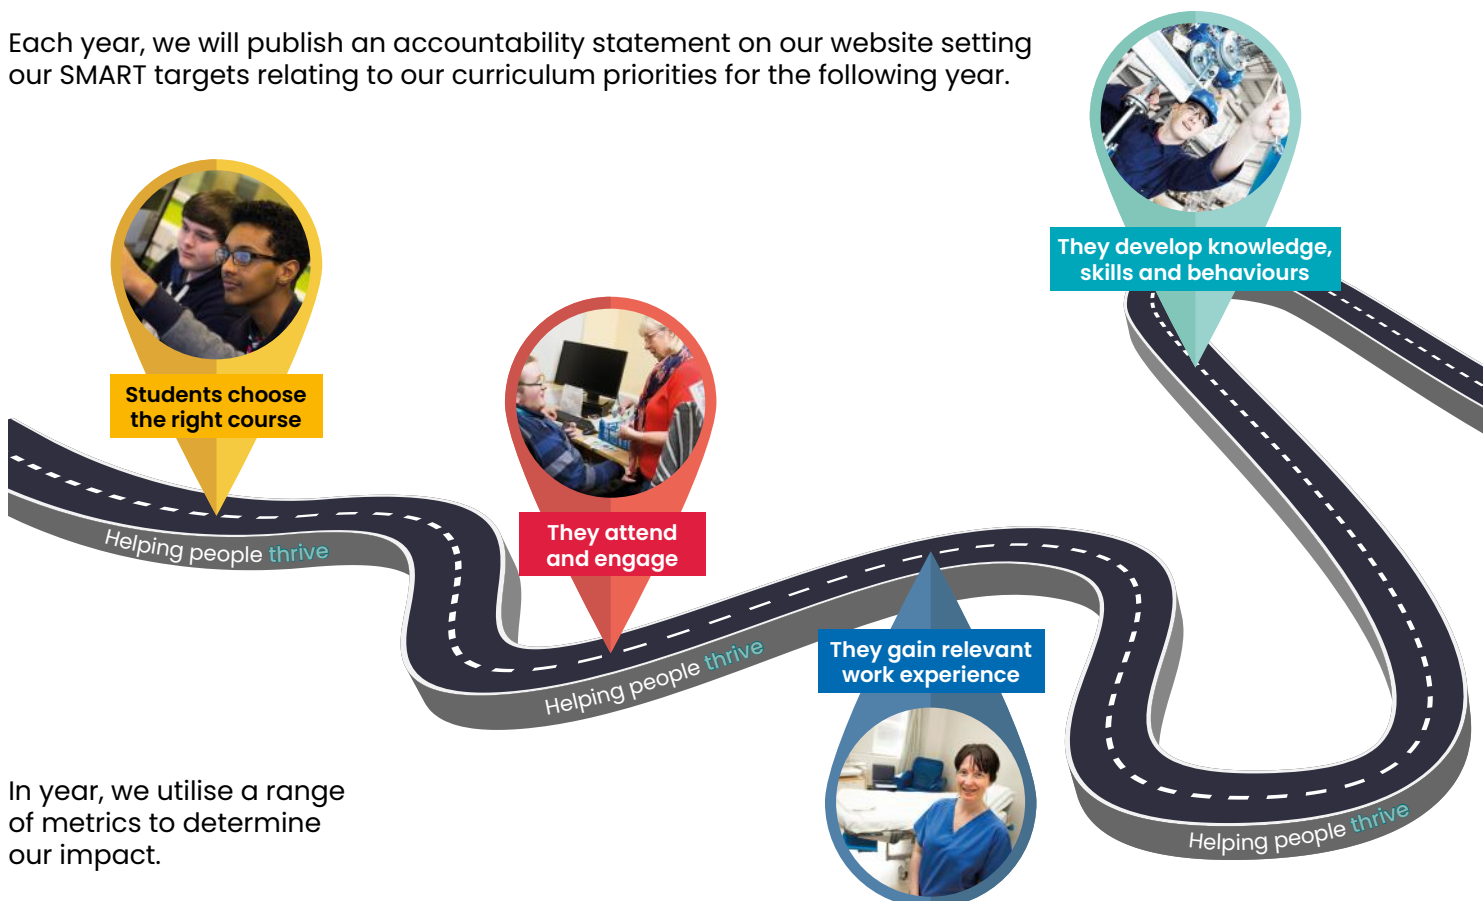 Each year, we will publish an accountability statement on our website setting
our SMART targets relating to our curriculum priorities for the following year.
They develop knowledge,
skills and behaviours
Students choose
the right course
They attend
and engage
Helping people thrive
Helping people thrive
They gain relevant
work experience
In year, we utilise a range
of metrics to determine
our impact.
Helping people thrive